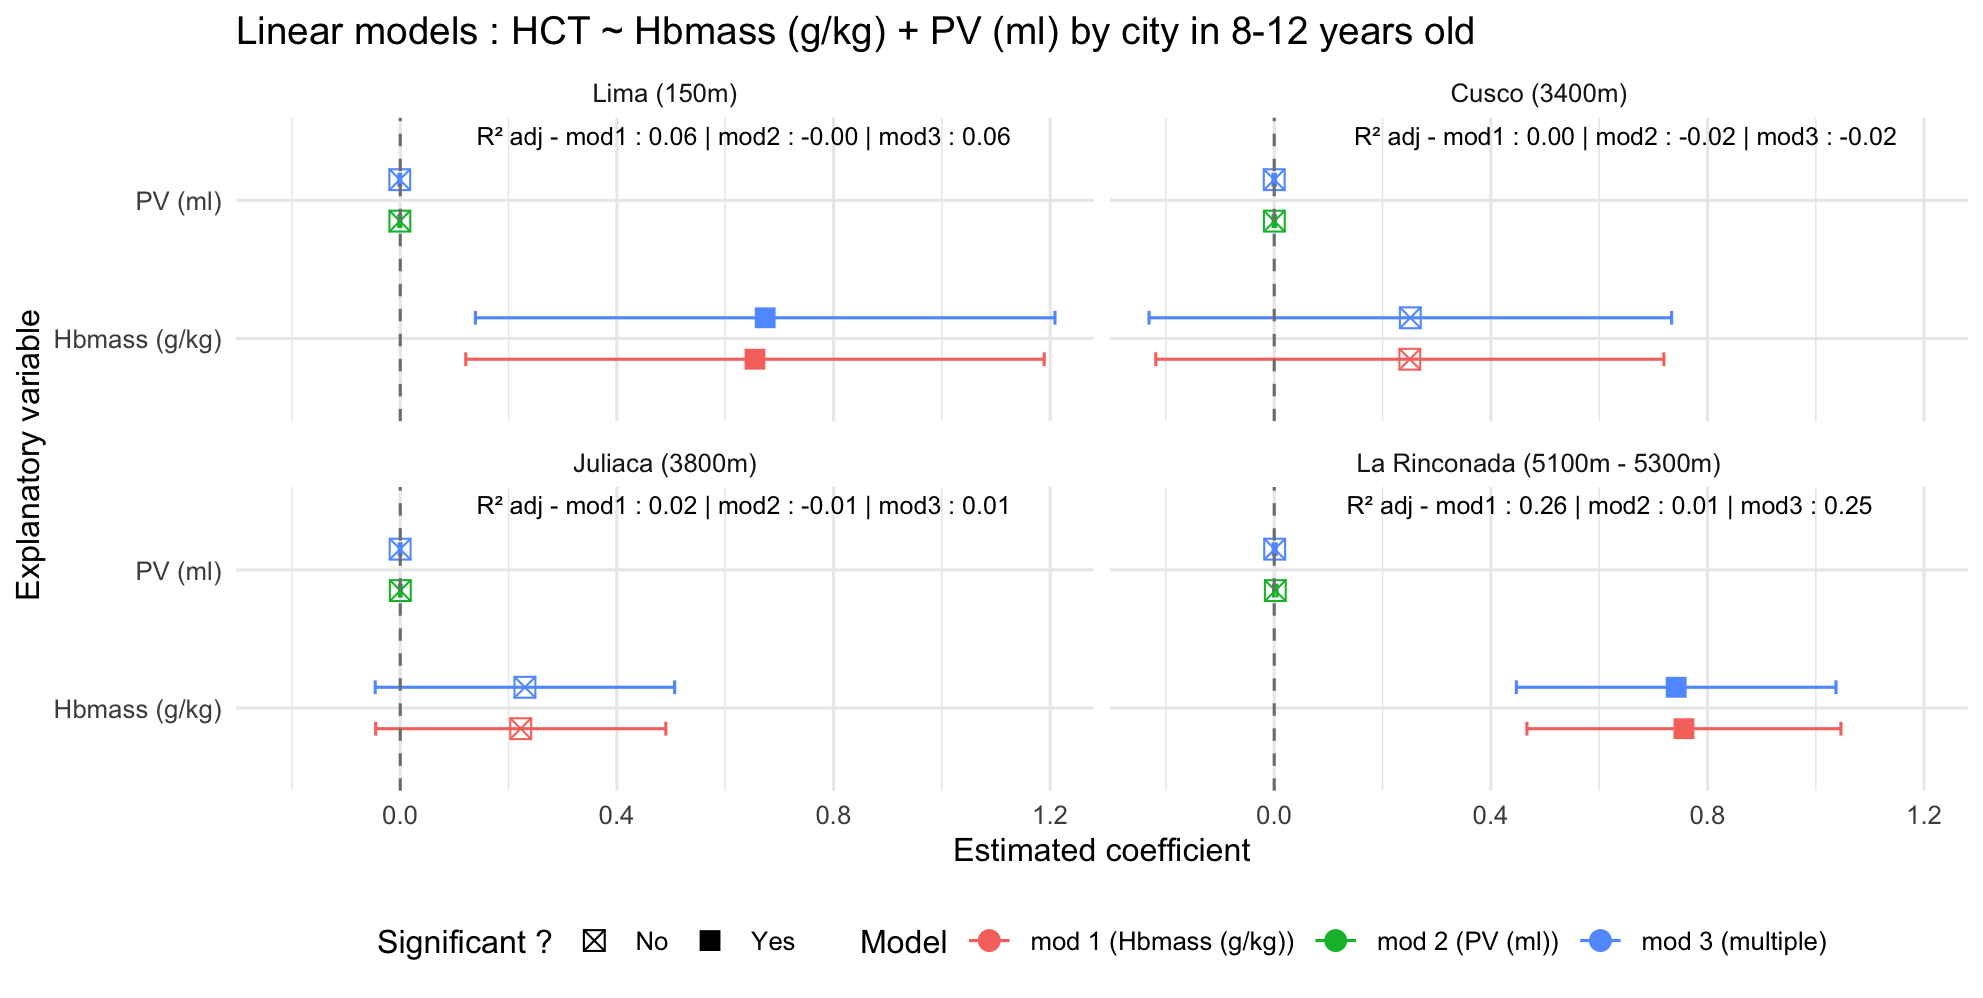 Linear models : HCT ~ Hbmass (g/kg) + PV (ml) by city in 8-12 years old
Lima (150m)
Cusco (3400m)
R² adj - mod1 : 0.06 | mod2 : -0.00 | mod3 : 0.06
R² adj - mod1 : 0.00 | mod2 : -0.02 | mod3 : -0.02
PV (ml)
Hbmass (g/kg)
Explanatory variable
Juliaca (3800m)
La Rinconada (5100m - 5300m)
R² adj - mod1 : 0.02 | mod2 : -0.01 | mod3 : 0.01
R² adj - mod1 : 0.26 | mod2 : 0.01 | mod3 : 0.25
PV (ml)
Hbmass (g/kg)
0.0 0.4 0.8 1.2
0.0 0.4 0.8 1.2
Estimated coefficient
Significant ? No Yes Model mod 1 (Hbmass (g/kg)) mod 2 (PV (ml)) mod 3 (multiple)